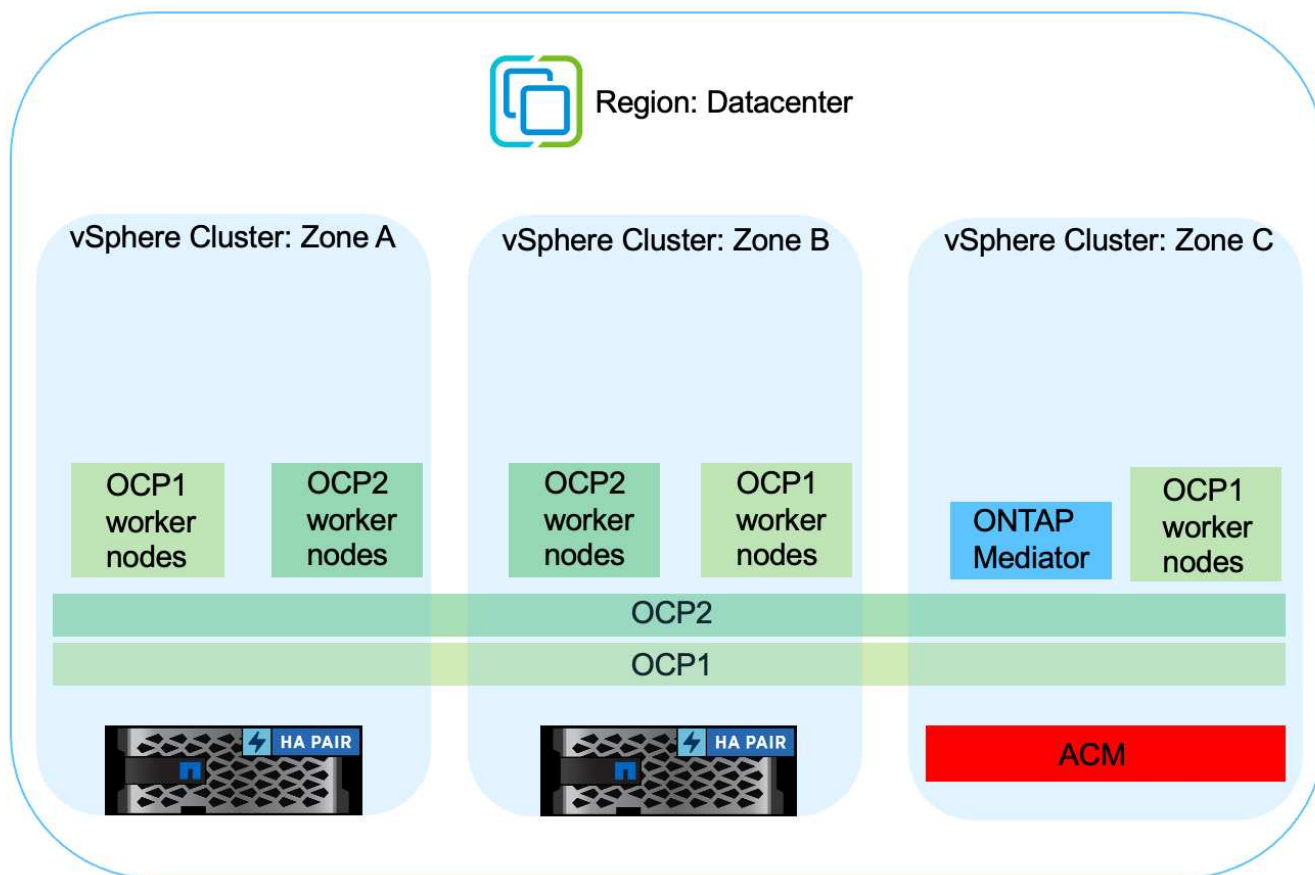 Region: Datacenter
vSphere Cluster: Zone A
vSphere Cluster: Zone B
vSphere Cluster: Zone C
OCP1
worker
nodes
OCP2
worker
nodes
OCP2
worker
nodes
OCP1
worker
nodes
ONTAP
Mediator
OCP1
worker
nodes
OCP2
OCP1
HA PAIR
HA PAIR
ACM